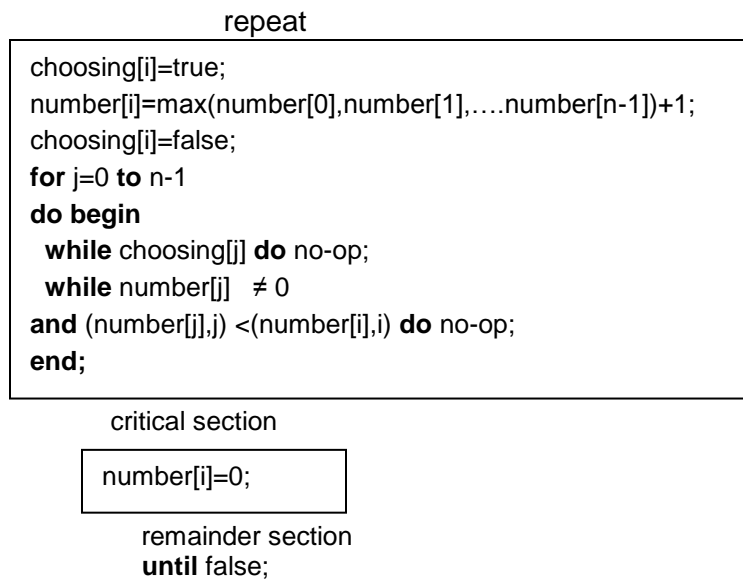 repeat
choosing[i]=true;
number[i]=max(number[0],number[1],….number[n-1])+1;
choosing[i]=false;
for j=0 to n-1
do begin
while choosing[j] do no-op;
while number[j] ≠ 0
and (number[j],j) <(number[i],i) do no-op;
end;
critical section
number[i]=0;
remainder section
until false;